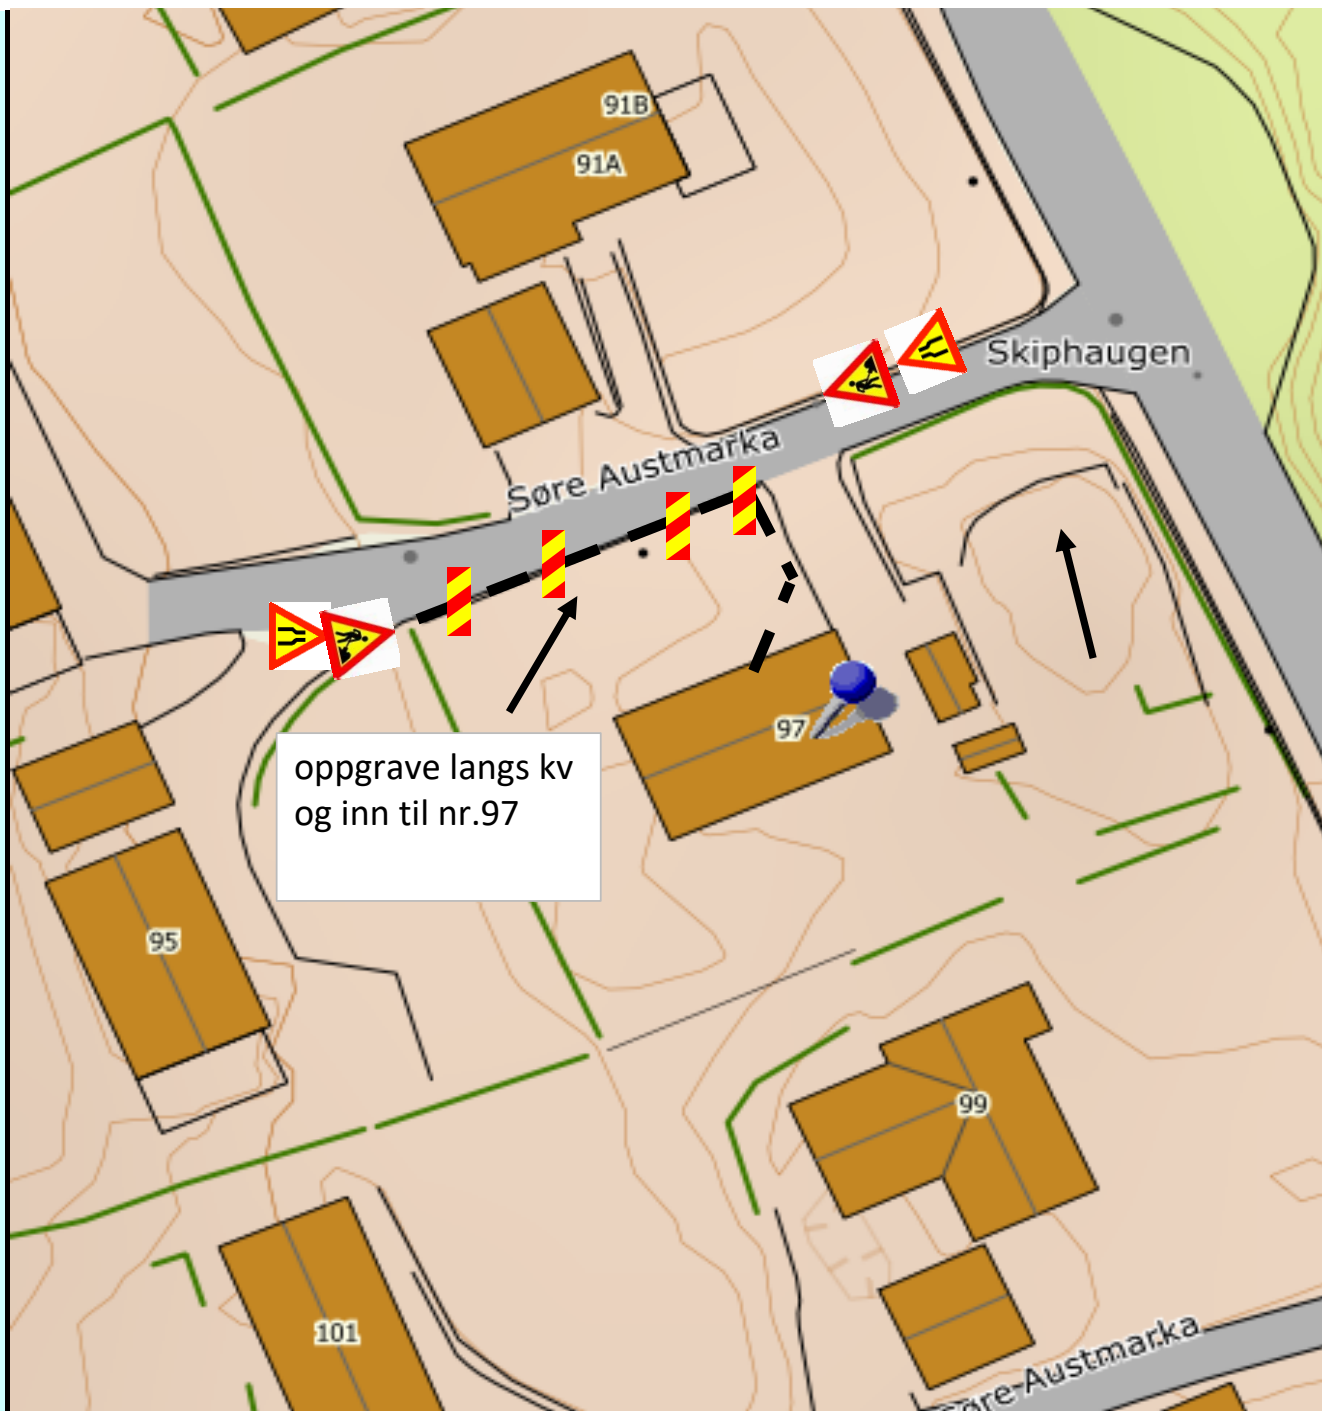 91B
91A
Skiphaugen
Søre Austmarka
97
oppgrave langs kv
og inn til nr.97
95
99
101
Søre Austmarka